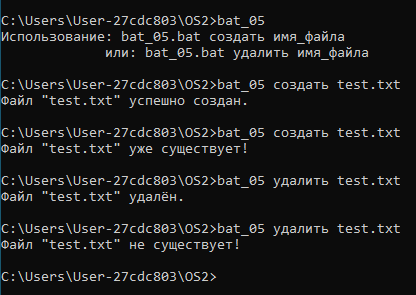 C:\Users\User-27cdc803\OS2>bat_05
Использование: bat_05.bat создать имя_файла
или: bat_05.bat удалить имя_файла
C:\Users\User-27cdc803\OS2>bat_05 создать test.txt
Файл "test.txt" успешно создан.
C:\Users\User-27cdc803\OS2>bat_05 создать test.txt
Файл "test.txt" уже существует!
C:\Users\User-27cdc803\OS2>bat_05 удалить test.txt
Файл "test.txt" удалён.
C:\Users\User-27cdc803\OS2>bat_05 удалить test.txt
Файл "test.txt" не существует!
C:\Users\User-27cdc803\OS2>